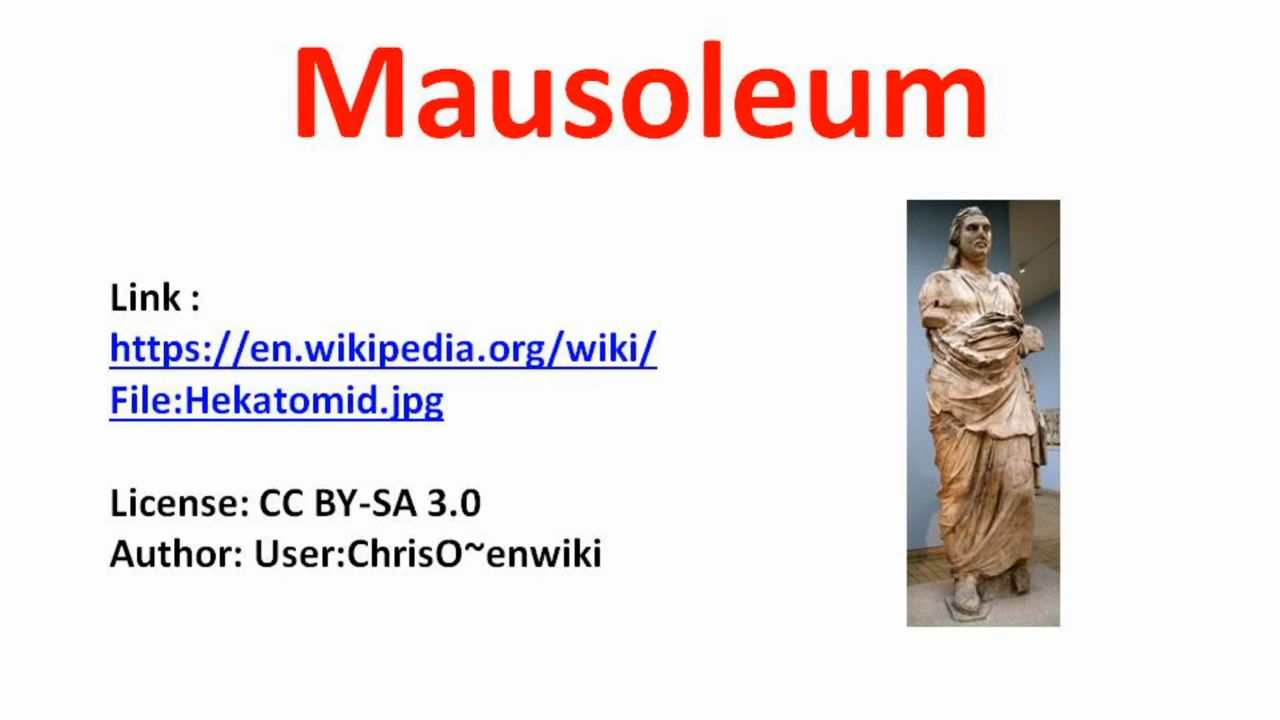 Mausoleum
Link :
https://en.wikipedia.org/wiki/
File:Hekatomid.jpg
License: CC BY-SA 3.0
Author: User:ChrisO~enwiki